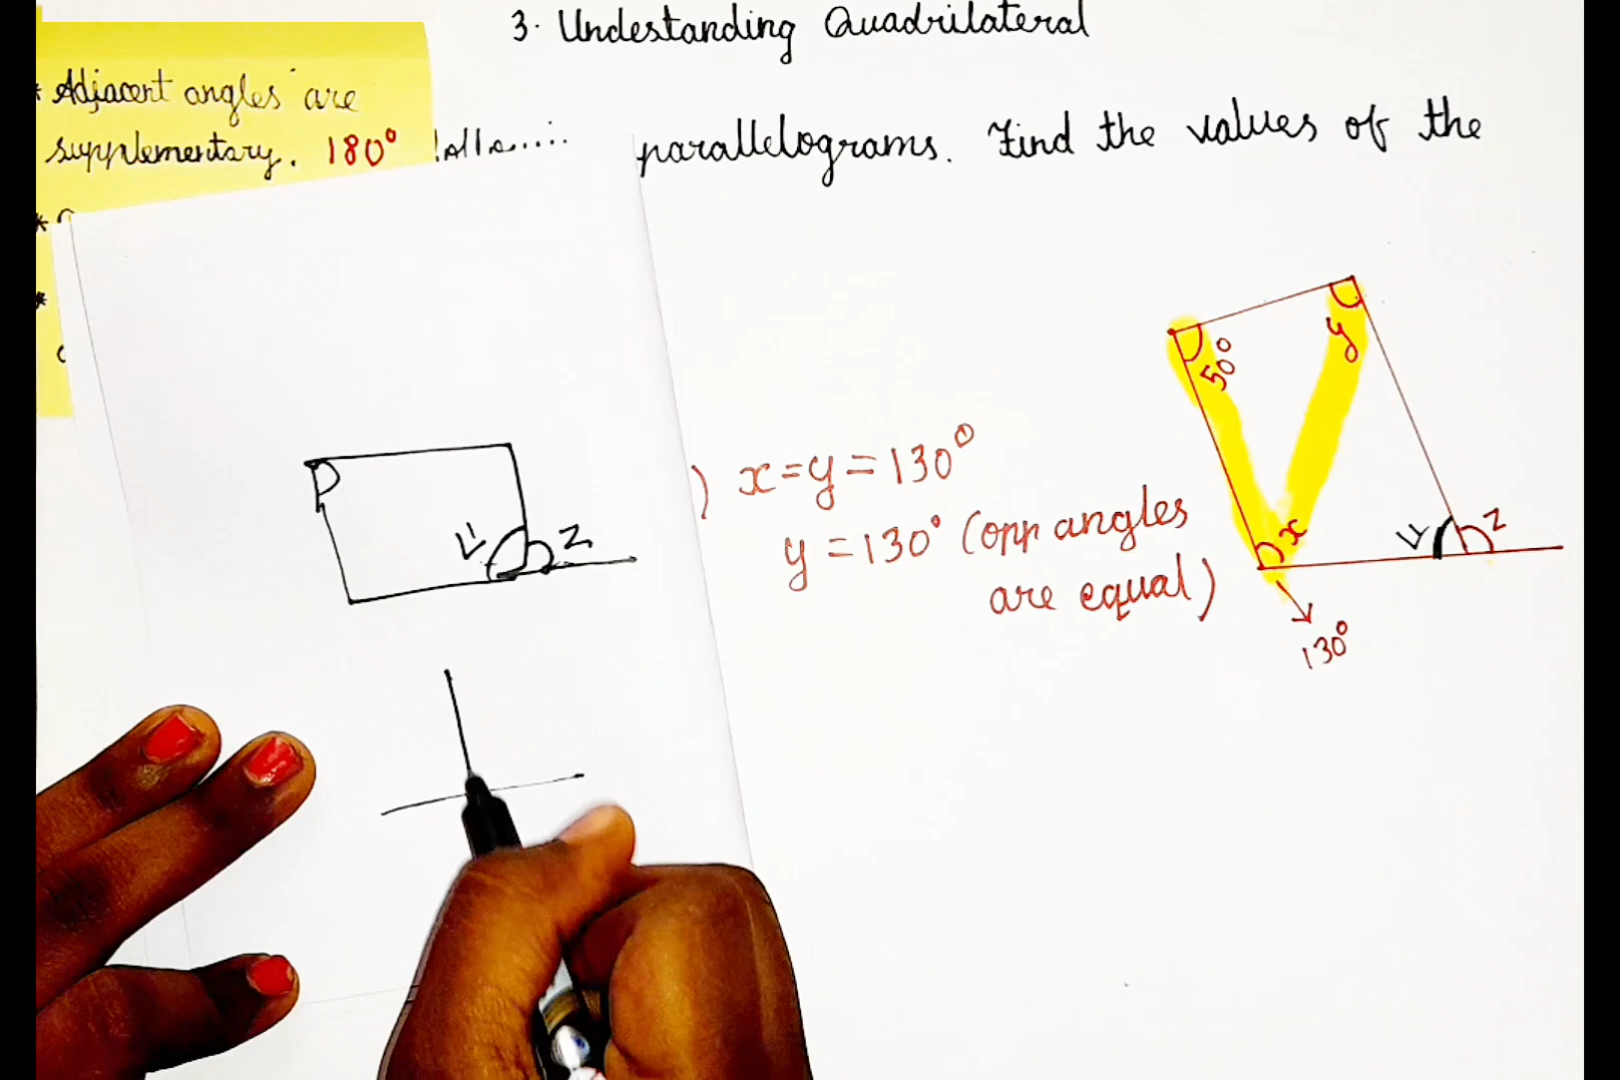 3. Undestanding Quadrilateral
* Adjacent angles are
supplementary. 180°
parallelograms. Find the values of the
*
*
50°
y
x
z
130°
z
) x=y=130°
y=130° (opp angles
are equal)